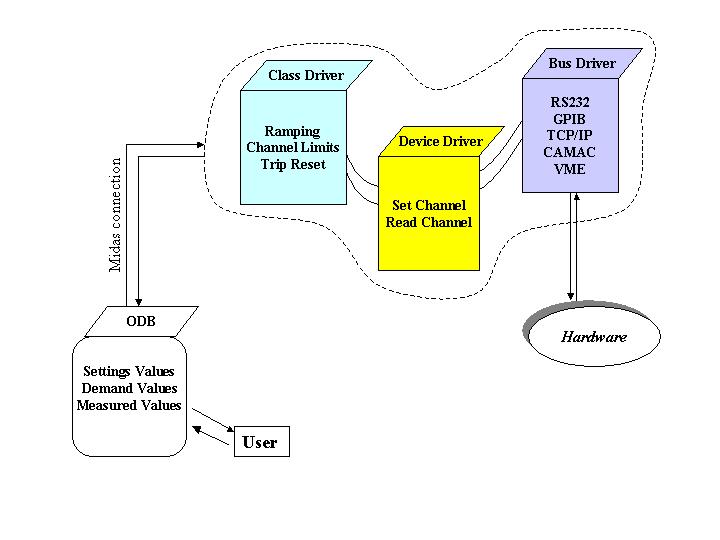 Class Driver
Ramping
Channel Limits
Trip Reset
Device Driver
Set Channel
Read Channel
Bus Driver
RS232
GPIB
TCP/IP
CAMAC
VME
Midas connection
ODB
Settings Values
Demand Values
Measured Values
User
Hardware